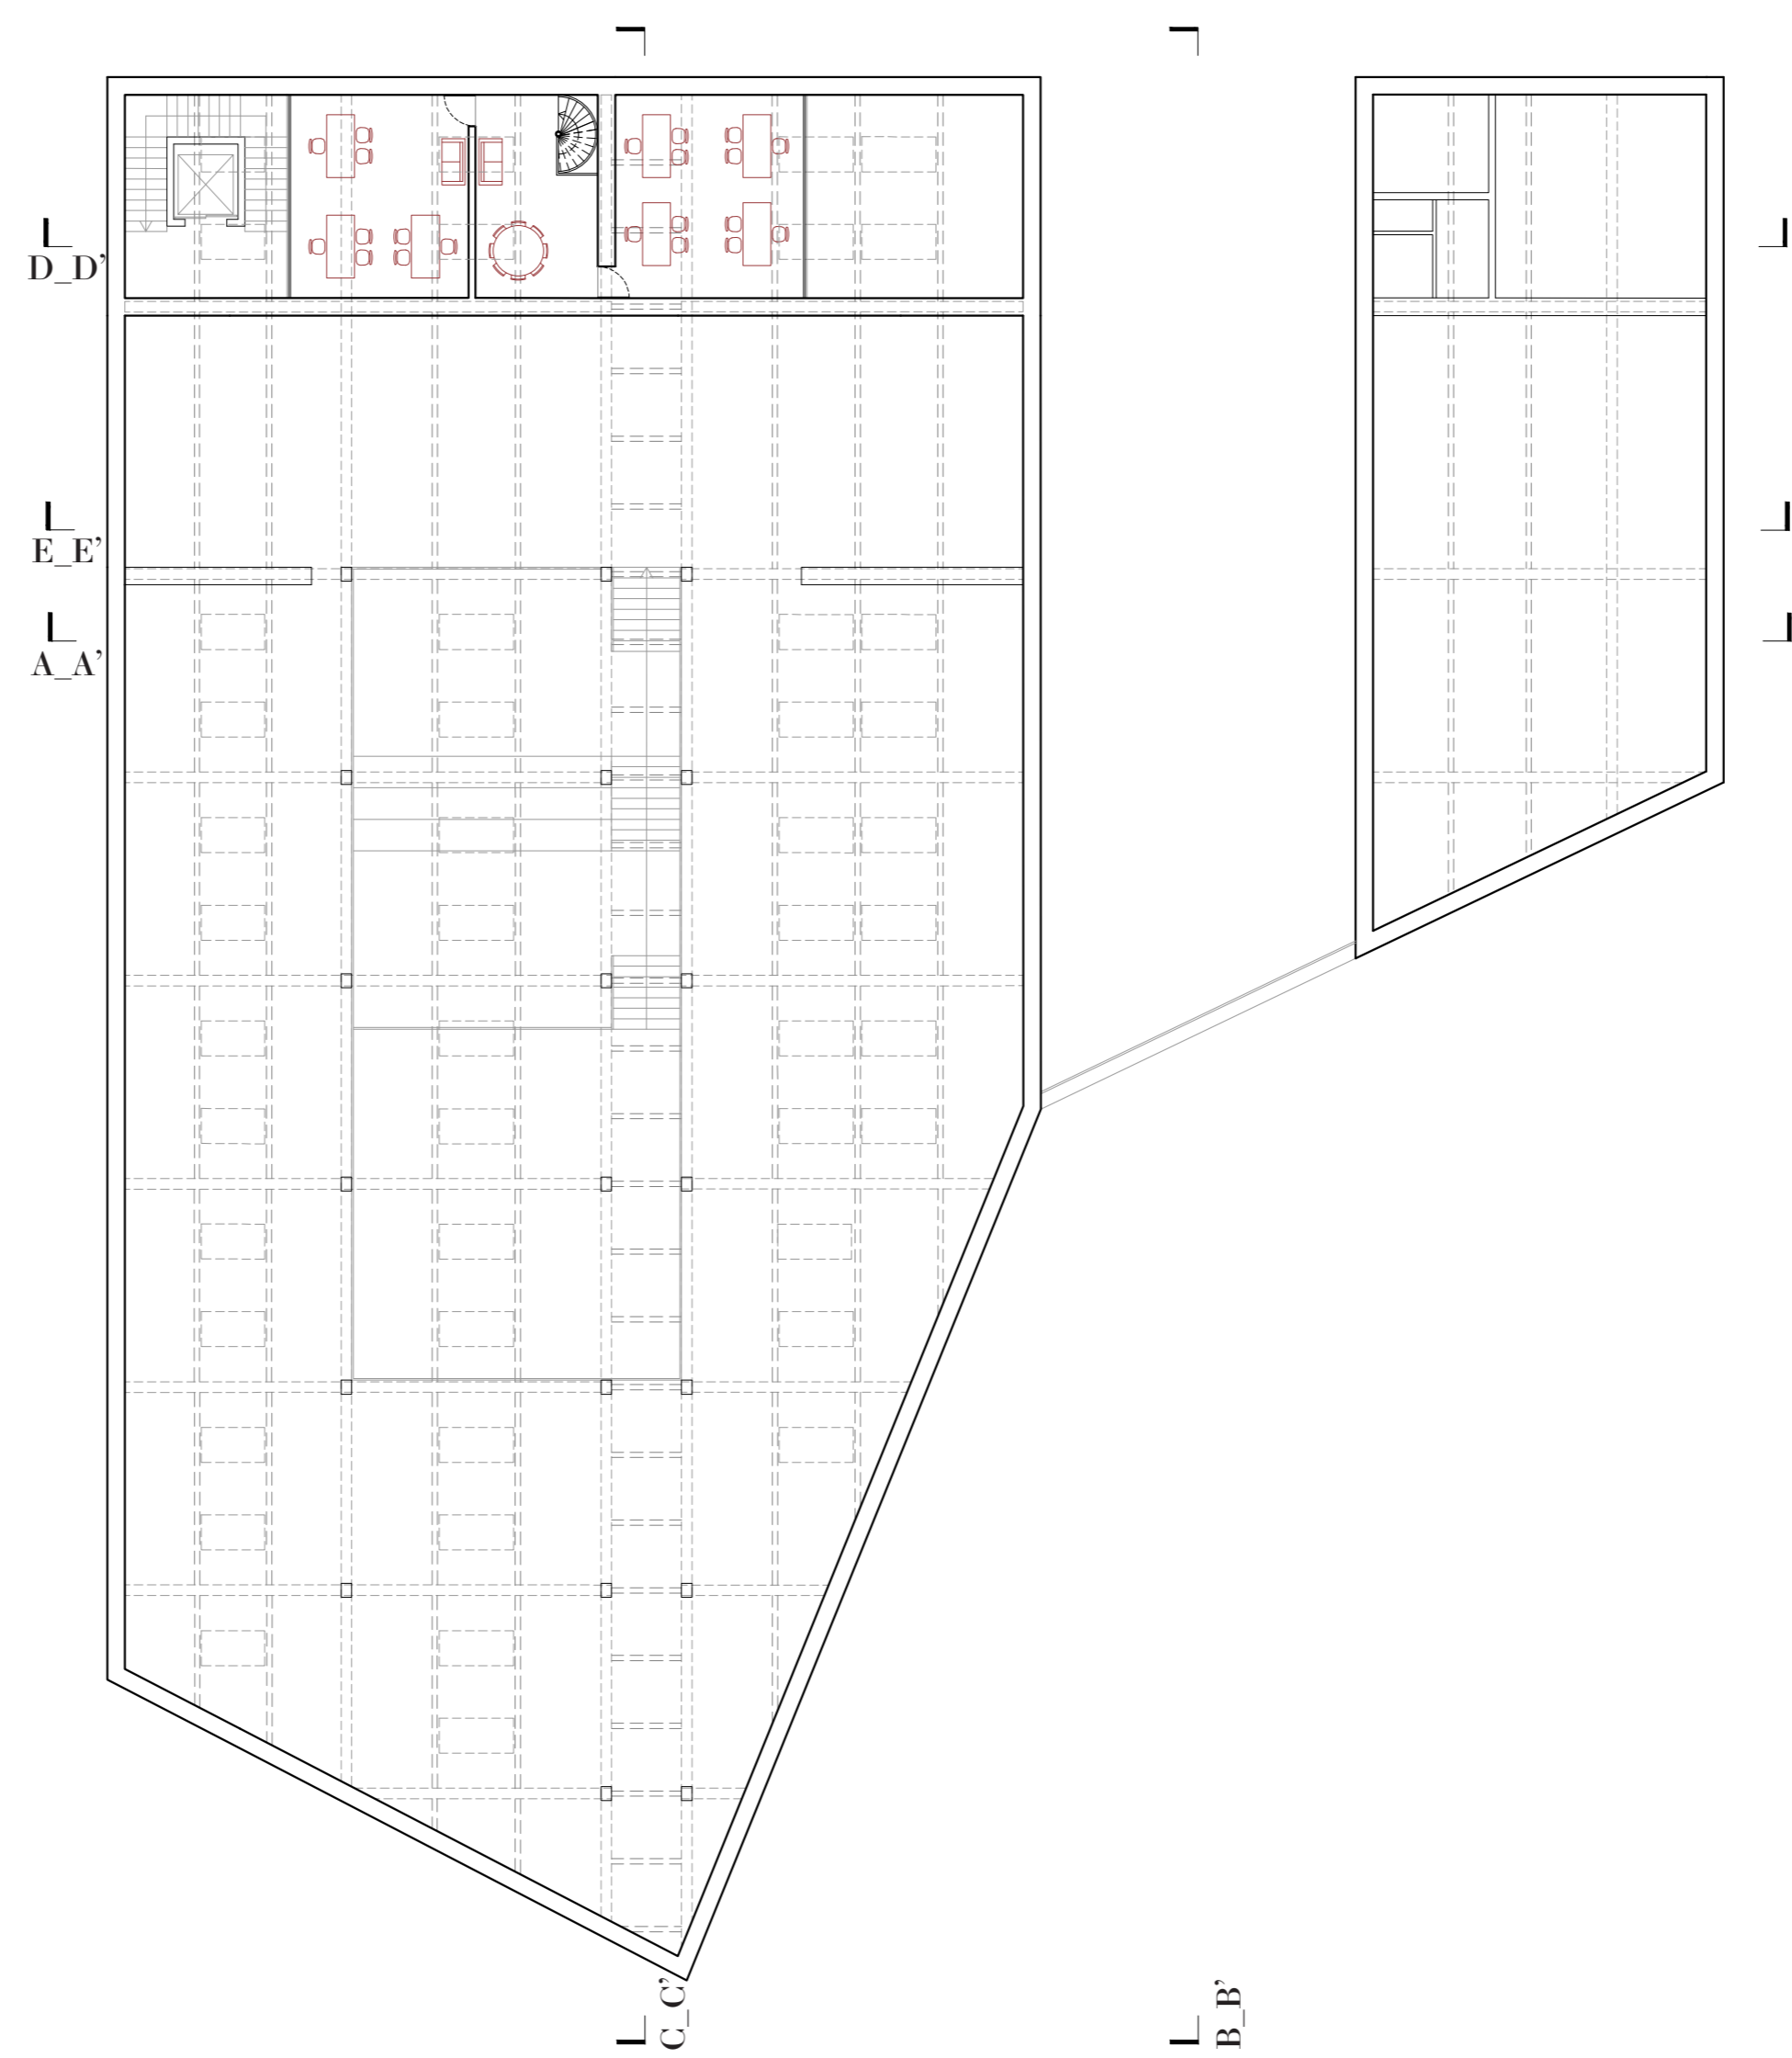 D_D'
E_E'
A_A'
C_C'
B_B'